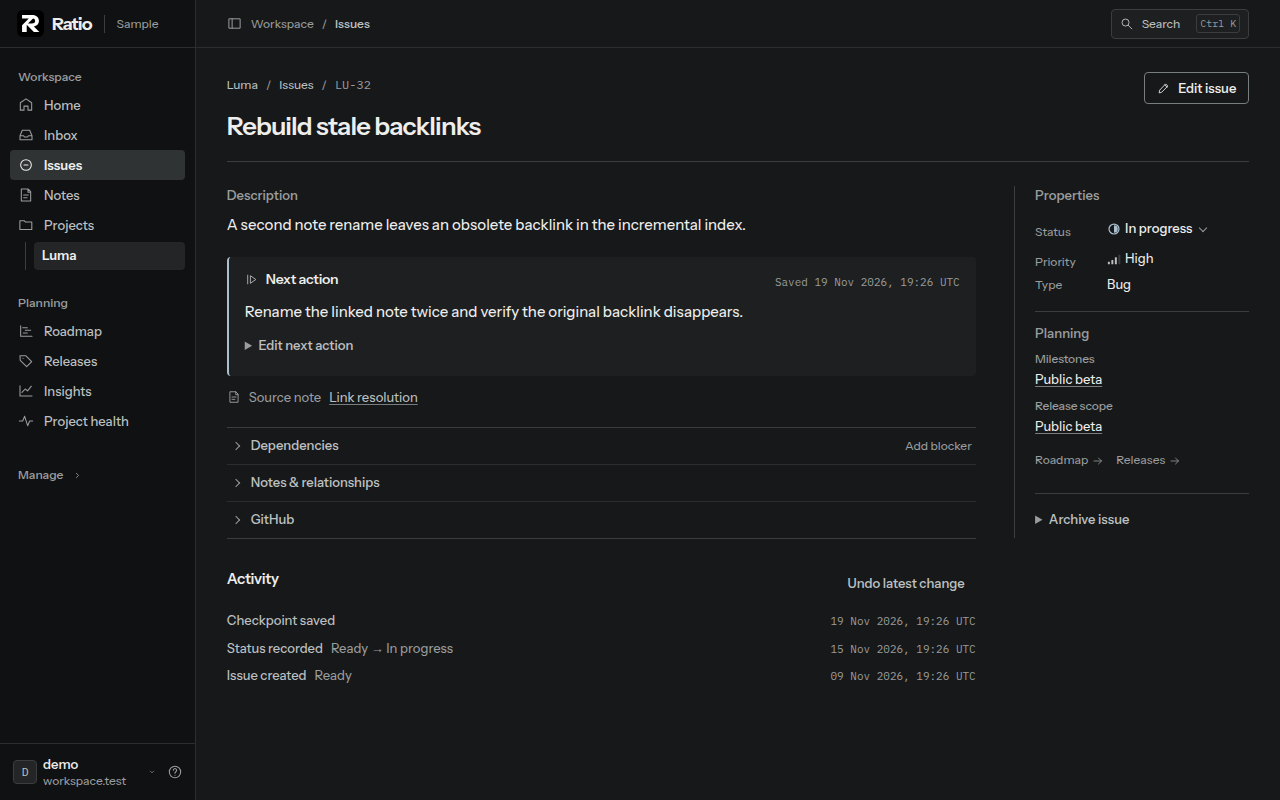 Ratio Sample
Workspace
Home
Inbox
Issues
Notes
Projects
Luma
Planning
Roadmap
Releases
Insights
Project health
Manage
D
demo
workspace.test
Workspace / Issues
Search Ctrl K
Luma / Issues / LU-32
Edit issue
Rebuild stale backlinks
Description
A second note rename leaves an obsolete backlink in the incremental index.
Next action
Saved 19 Nov 2026, 19:26 UTC
Rename the linked note twice and verify the original backlink disappears.
Edit next action
Source note Link resolution
Dependencies
Add blocker
Notes & relationships
GitHub
Activity
Undo latest change
Checkpoint saved 19 Nov 2026, 19:26 UTC
Status recorded Ready → In progress 15 Nov 2026, 19:26 UTC
Issue created Ready 09 Nov 2026, 19:26 UTC
Properties
Status In progress
Priority High
Type Bug
Planning
Milestones
Public beta
Release scope
Public beta
Roadmap → Releases →
Archive issue